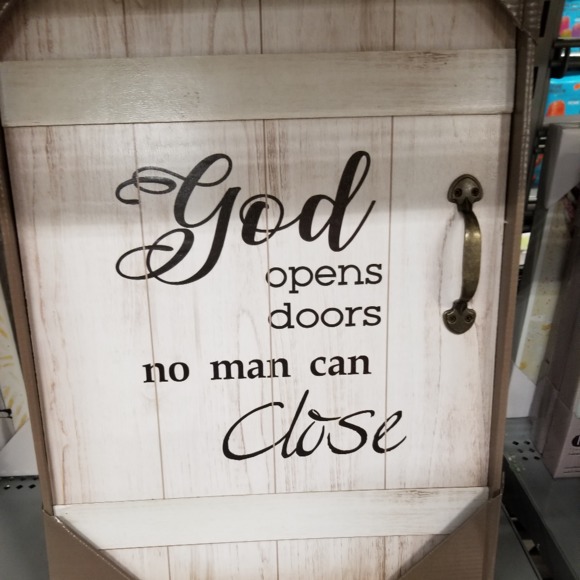 God
opens
doors
no man can
Close